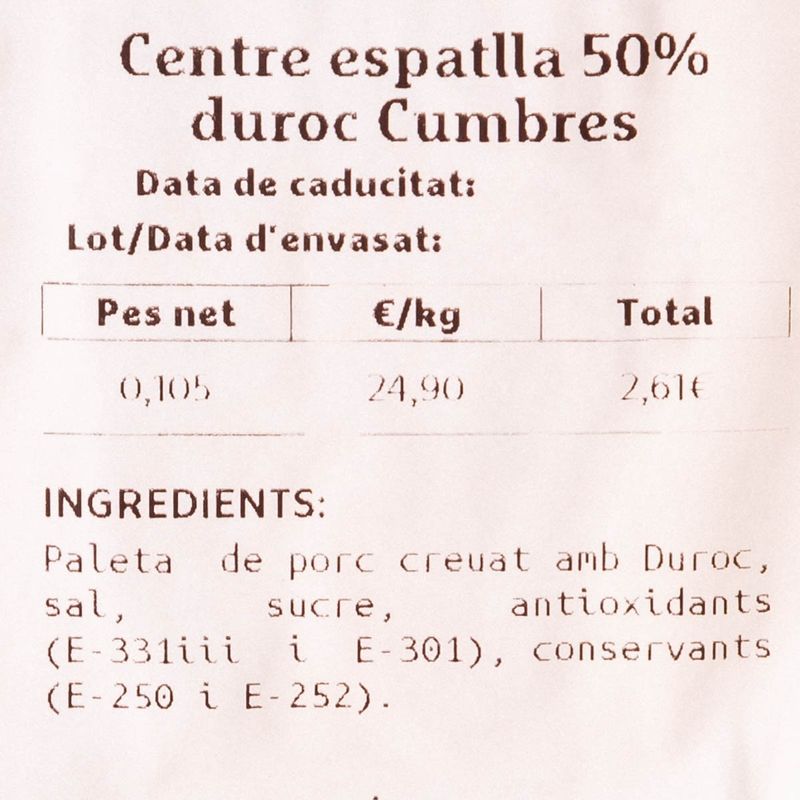 Centre espatlla 50%
duroc Cumbres
Data de caducitat:
Lot/Data d'envasat:
Pes net €/kg Total
0,105 24,90 2,61€
INGREDIENTS:
Paleta de porc creuat amb Duroc,
sal, sucre, antioxidants
(E-331iii i E-301), conservants
(E-250 i E-252).